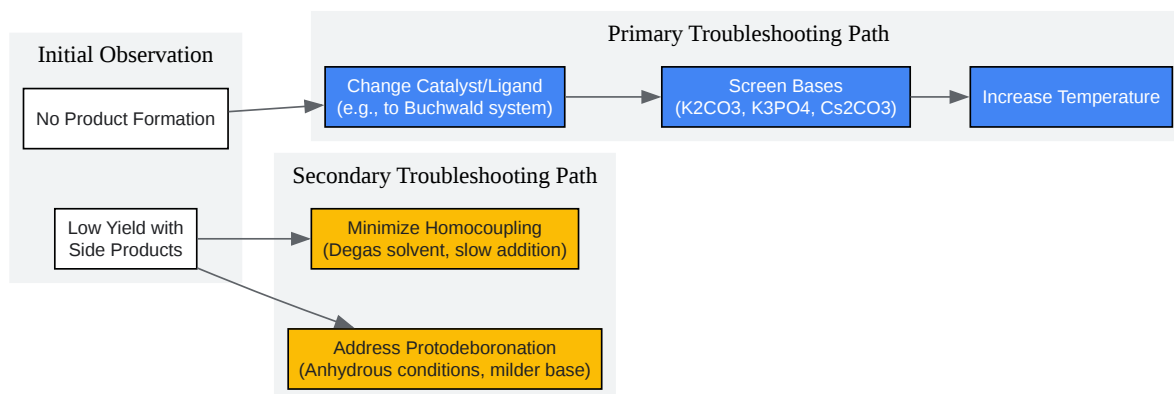 Initial Observation
No Product Formation
Low Yield with
Side Products
Primary Troubleshooting Path
Change Catalyst/Ligand
(e.g., to Buchwald system)
Screen Bases
(K2CO3, K3PO4, Cs2CO3)
Increase Temperature
Secondary Troubleshooting Path
Minimize Homocoupling
(Degas solvent, slow addition)
Address Protodeboronation
(Anhydrous conditions, milder base)